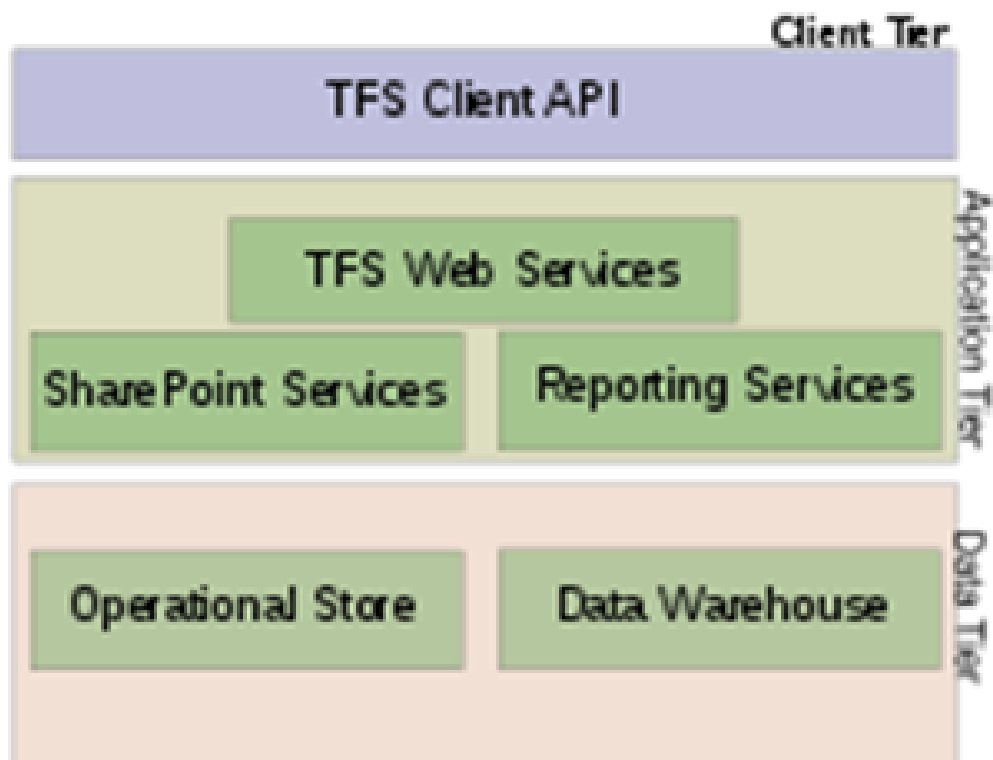 Client Tier
TFS Client API
Application Tier
TFS Web Services
SharePoint Services
Reporting Services
Data Tier
Operational Store
Data Warehouse